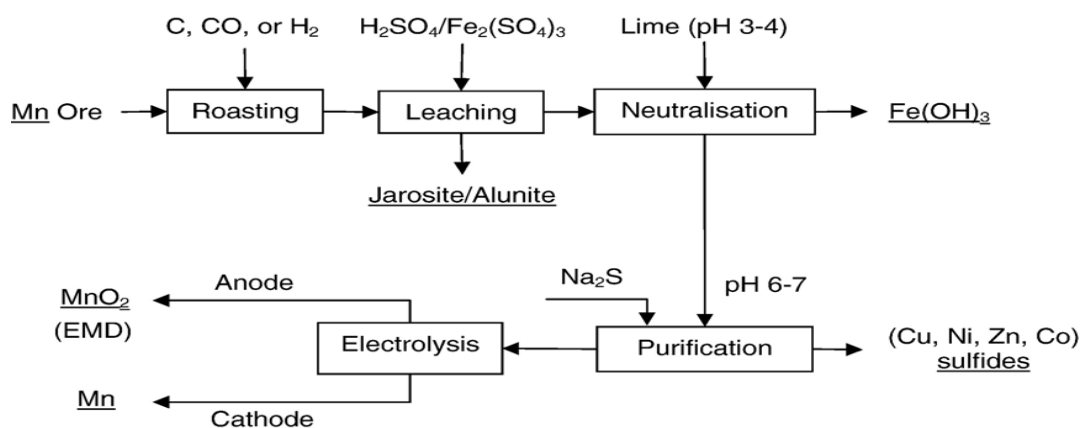 C, CO, or H₂
H₂SO₄/Fe₂(SO₄)₃
Lime (pH 3-4)
Mn Ore
Roasting
Leaching
Neutralisation
Fe(OH)₃
Jarosite/Alunite
Na₂S
pH 6-7
Anode
MnO₂
(EMD)
Electrolysis
Purification
(Cu, Ni, Zn, Co)
sulfides
Mn
Cathode